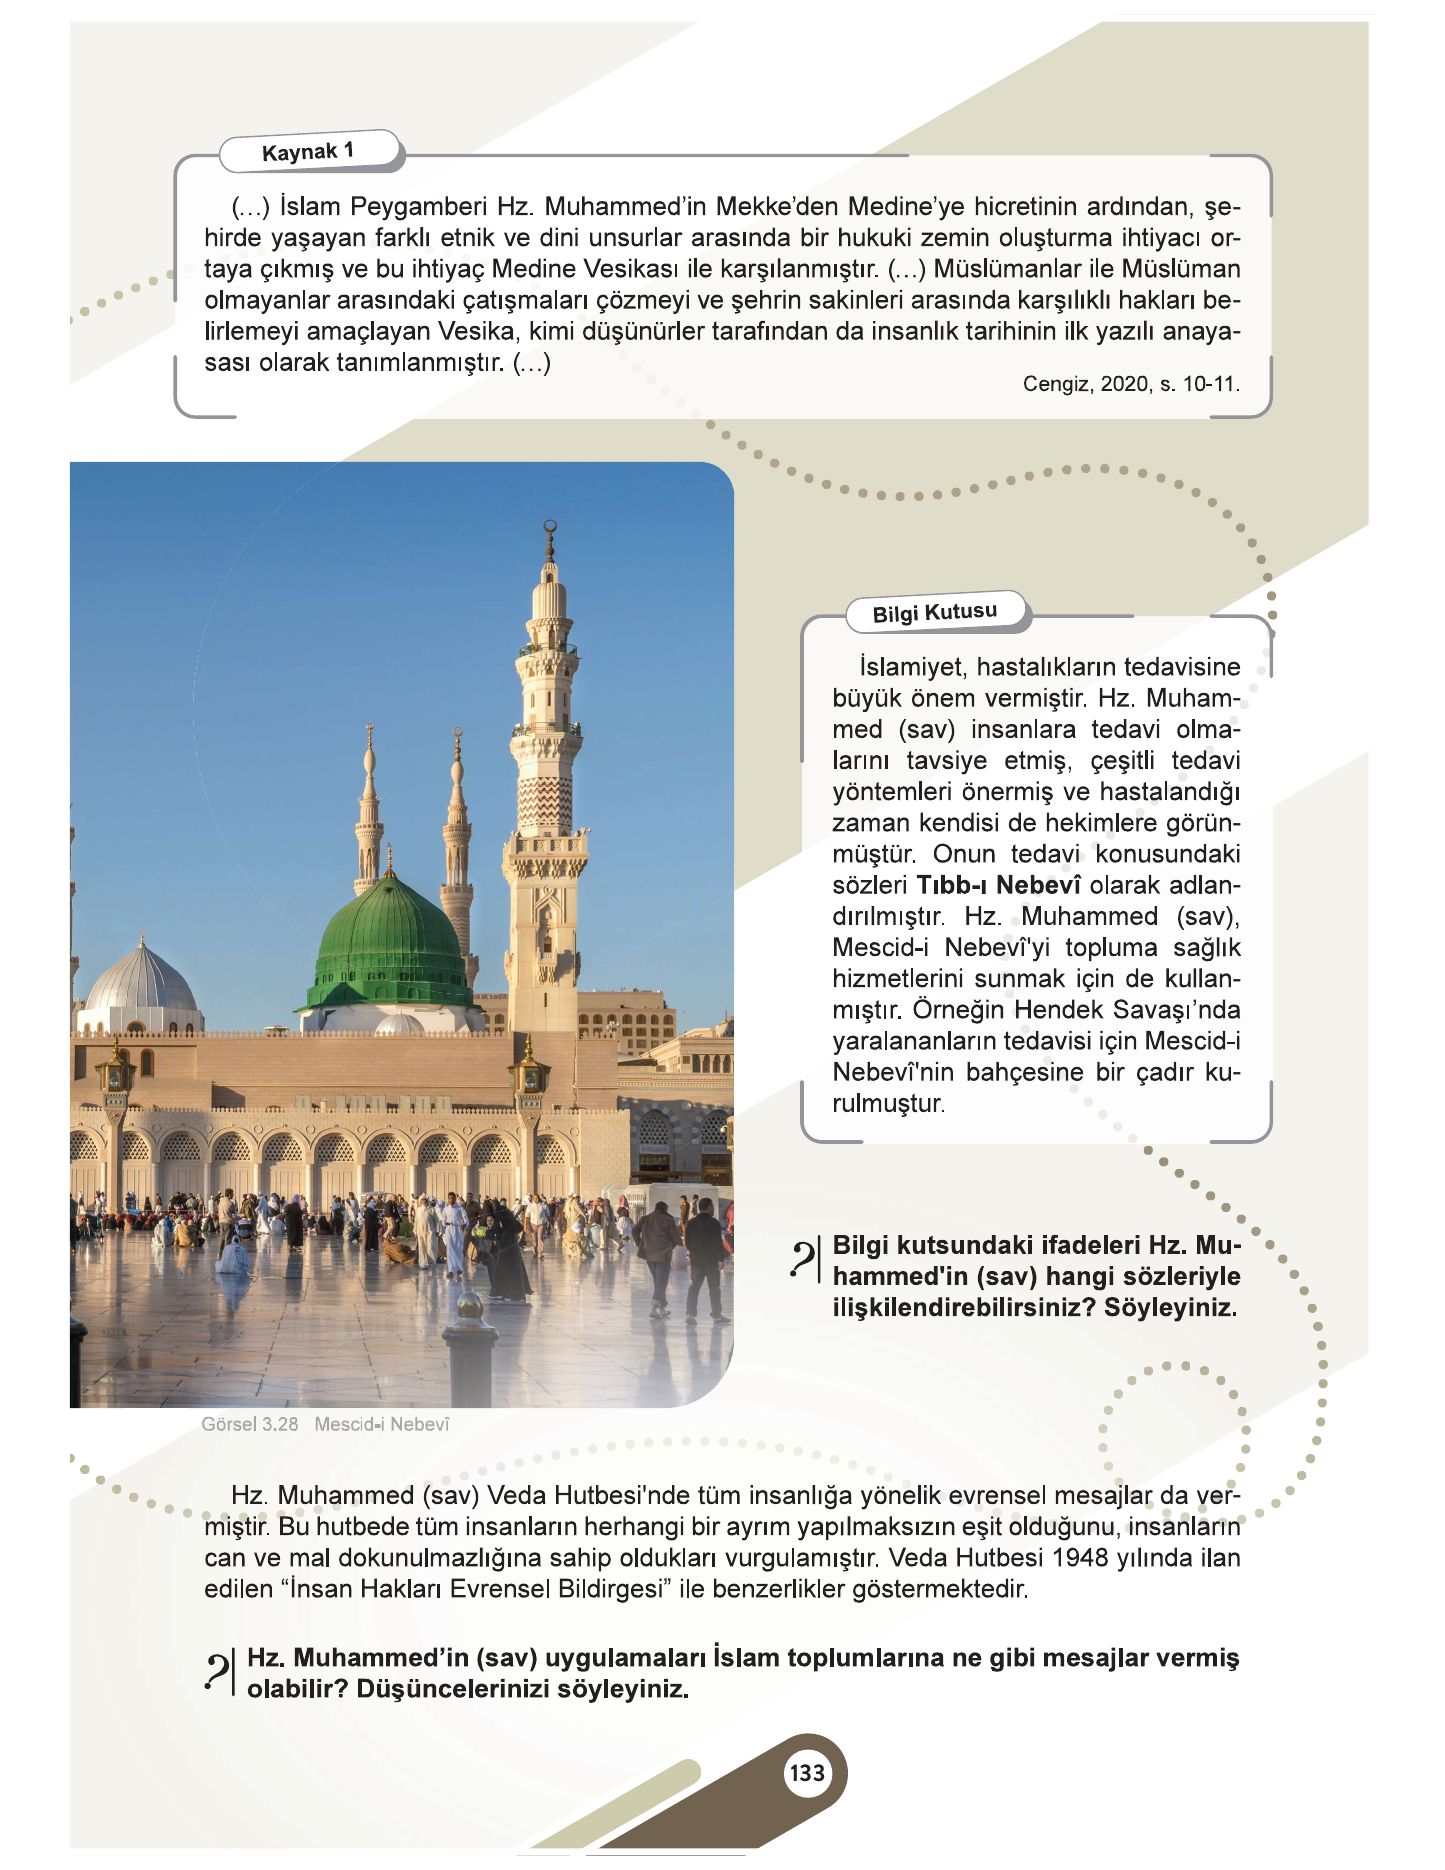 Kaynak 1
(...) İslam Peygamberi Hz. Muhammed’in Mekke’den Medine’ye hicretinin ardından, şe-
hirde yaşayan farklı etnik ve dini unsurlar arasında bir hukuki zemin oluşturma ihtiyacı or-
taya çıkmış ve bu ihtiyaç Medine Vesikası ile karşılanmıştır. (...) Müslümanlar ile Müslüman
olmayanlar arasındaki çatışmaları çözmeyi ve şehrin sakinleri arasında karşılıklı hakları be-
lirlemeyi amaçlayan Vesika, kimi düşünürler tarafından da insanlık tarihinin ilk yazılı anaya-
sası olarak tanımlanmıştır. (...)
Cengiz, 2020, s. 10-11.
Bilgi Kutusu
İslamiyet, hastalıkların tedavisine
büyük önem vermiştir. Hz. Muham-
med (sav) insanlara tedavi olma-
larını tavsiye etmiş, çeşitli tedavi
yöntemleri önermiş ve hastalandığı
zaman kendisi de hekimlere görün-
müştür. Onun tedavi konusundaki
sözleri Tıbb-ı Nebevî olarak adlan-
dırılmıştır. Hz. Muhammed (sav),
Mescid-i Nebevî'yi topluma sağlık
hizmetlerini sunmak için de kullan-
mıştır. Örneğin Hendek Savaşı’nda
yaralananların tedavisi için Mescid-i
Nebevî'nin bahçesine bir çadır ku-
rulmuştur.
Bilgi kutsundaki ifadeleri Hz. Mu-
hammed'in (sav) hangi sözleriyle
ilişkilendirebilirsiniz? Söyleyiniz.
Görsel 3.28 Mescid-i Nebevî
Hz. Muhammed (sav) Veda Hutbesi'nde tüm insanlığa yönelik evrensel mesajlar da ver-
miştir. Bu hutbede tüm insanların herhangi bir ayrım yapılmaksızın eşit olduğunu, insanların
can ve mal dokunulmazlığına sahip oldukları vurgulamıştır. Veda Hutbesi 1948 yılında ilan
edilen “İnsan Hakları Evrensel Bildirgesi” ile benzerlikler göstermektedir.
Hz. Muhammed’in (sav) uygulamaları İslam toplumlarına ne gibi mesajlar vermiş
olabilir? Düşüncelerinizi söyleyiniz.
133